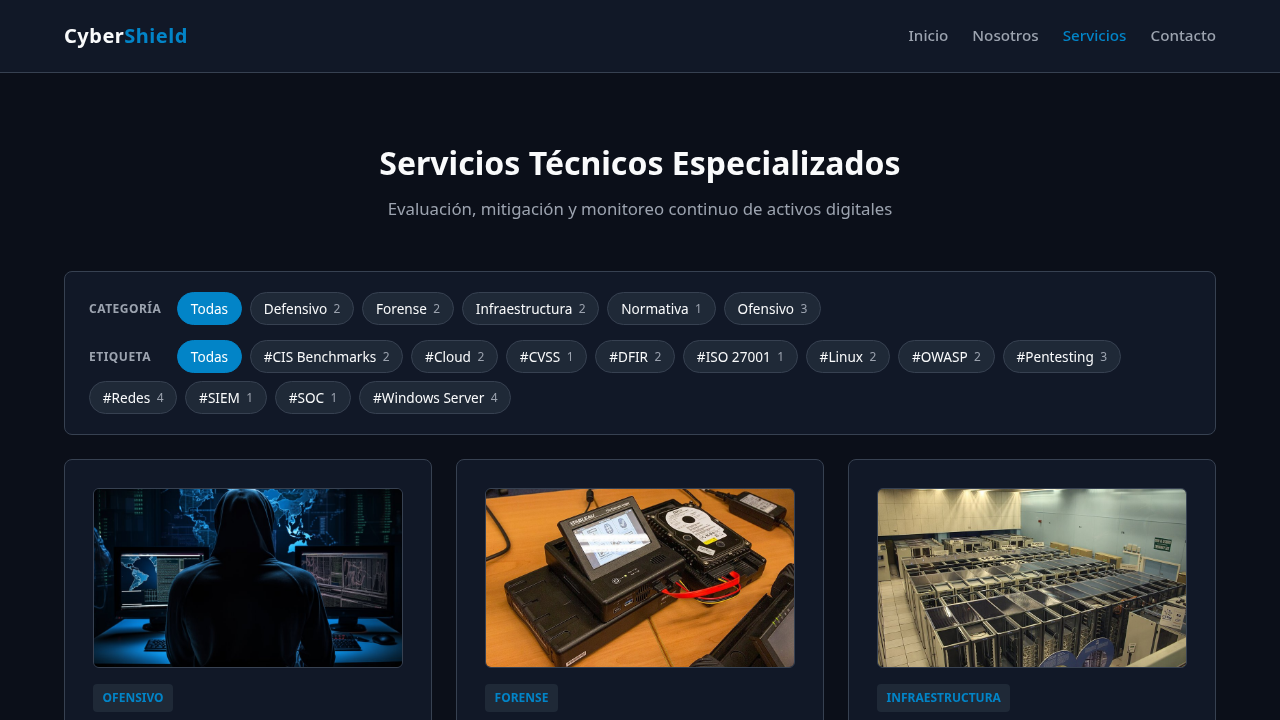 CyberShield
Inicio Nosotros Servicios Contacto
Servicios Técnicos Especializados
Evaluación, mitigación y monitoreo continuo de activos digitales
CATEGORÍA Todas Defensivo 2 Forense 2 Infraestructura 2 Normativa 1 Ofensivo 3
ETIQUETA Todas #CIS Benchmarks 2 #Cloud 2 #CVSS 1 #DFIR 2 #ISO 27001 1 #Linux 2 #OWASP 2 #Pentesting 3
#Redes 4 #SIEM 1 #SOC 1 #Windows Server 4
OFENSIVO
FORENSE
INFRAESTRUCTURA